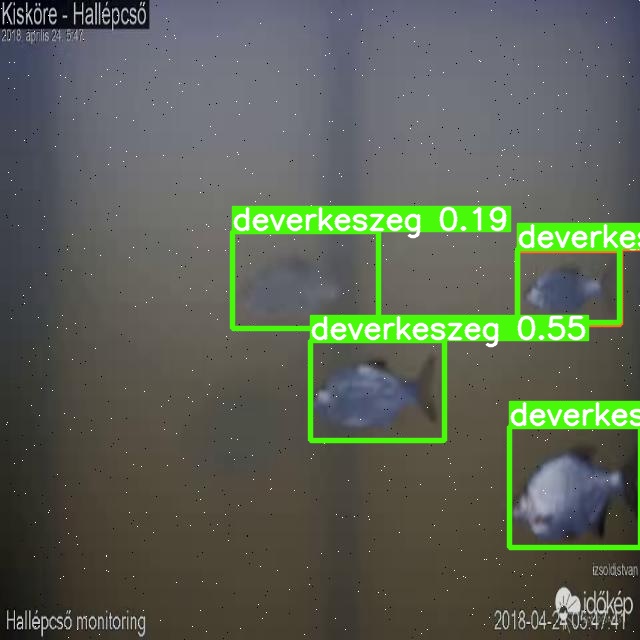 Kisköre - Hallépcső
2018. április 24. 5:47.
deverkeszeg 0.19
deverkes
deverkeszeg 0.55
deverkes
izsoldistvan
időkép
Hallépcső monitoring
2018-04-24 05:47:41